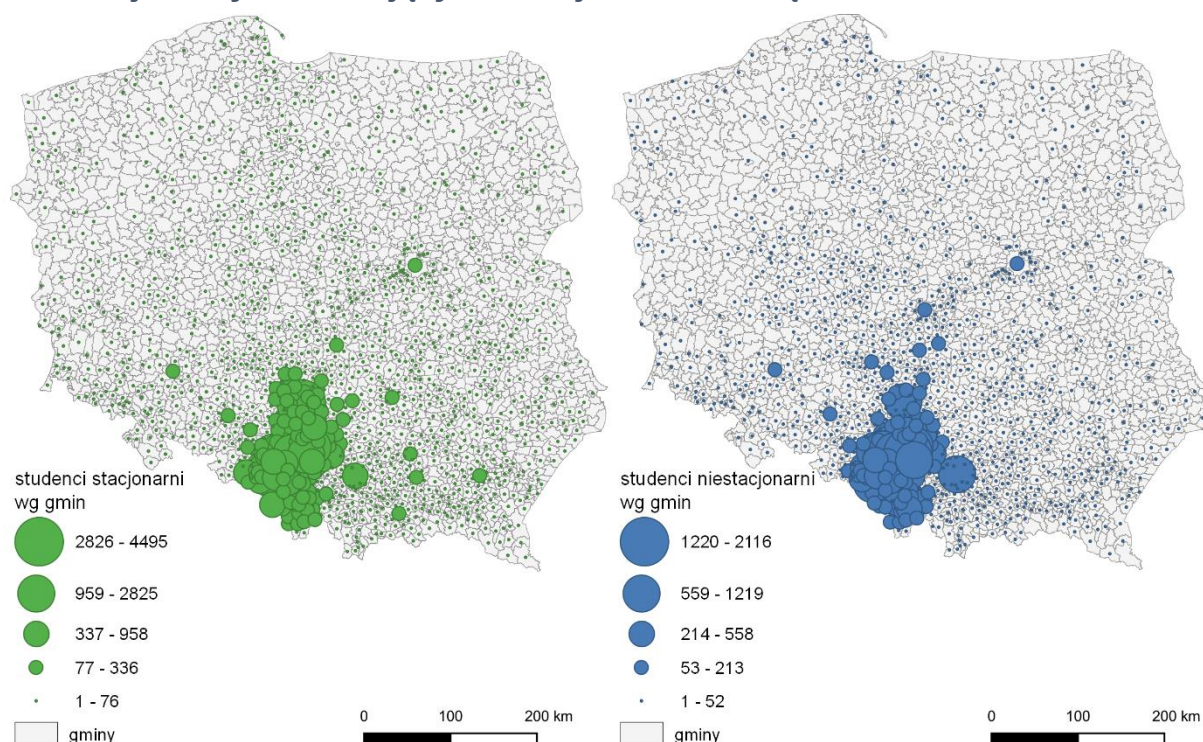 studenci stacjonarni
wg gmin
2826 - 4495
959 - 2825
337 - 958
77 - 336
1 - 76
gminy
0 100 200 km
studenci niestacjonarni
wg gmin
1220 - 2116
559 - 1219
214 - 558
53 - 213
1 - 52
gminy
0 100 200 km